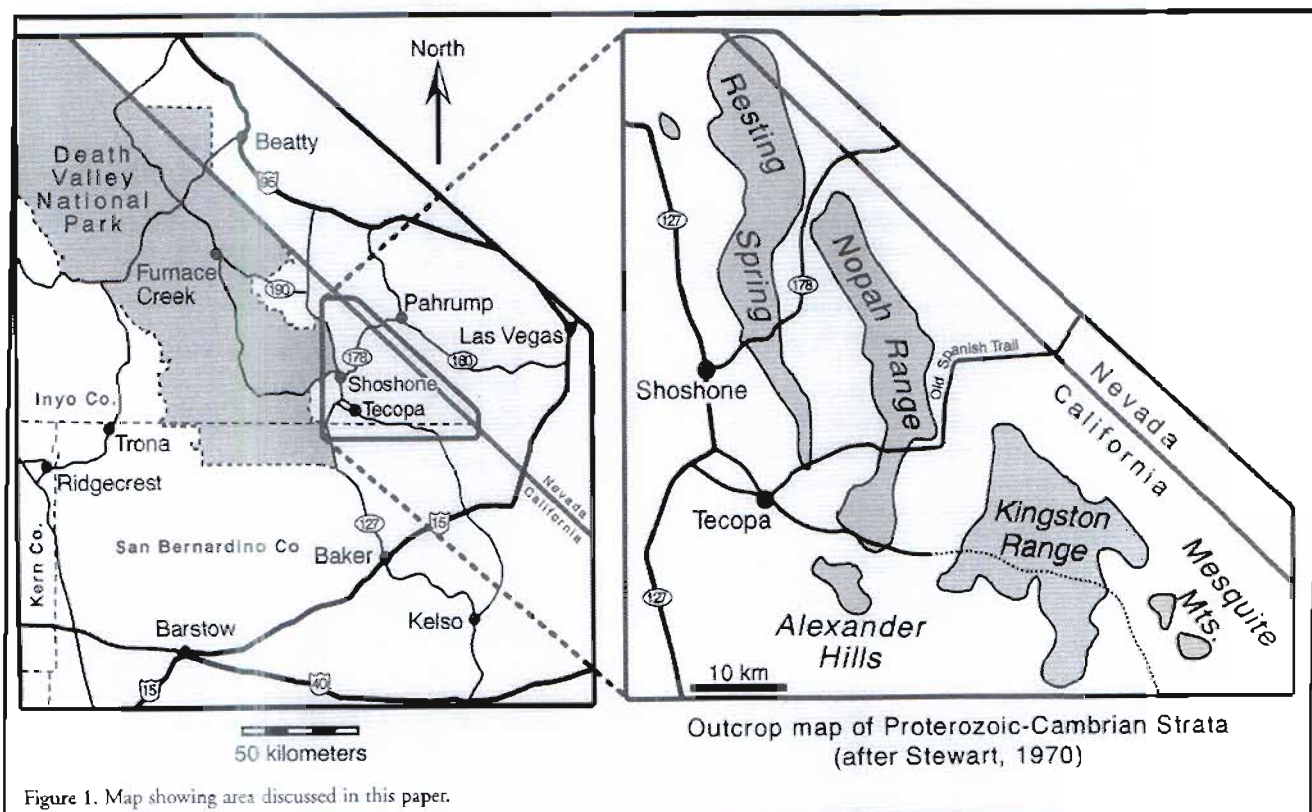 North
Beatty
95
Death
Valley
National
Park
Furnace
Creek
190
Pahrump
Las Vegas
178
160
Shoshone
Tecopa
Inyo Co.
Trona
Ridgecrest
Nevada
California
127
15
San Bernardino Co
Kern Co.
Baker
Kelso
Barstow
15
40
50 kilometers
Resting
Spring
127
Nopah
Range
178
Old Spanish Trail
Shoshone
Nevada
California
Tecopa
Kingston
Range
Mesquite
Mts.
127
Alexander
Hills
10 km
Outcrop map of Proterozoic-Cambrian Strata
(after Stewart, 1970)
Figure 1. Map showing area discussed in this paper.